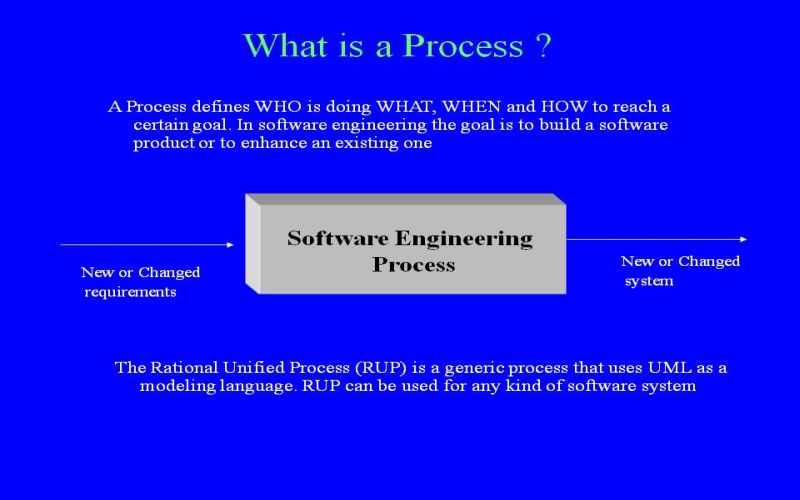 What is a Process ?
A Process defines WHO is doing WHAT, WHEN and HOW to reach a
certain goal. In software engineering the goal is to build a software
product or to enhance an existing one
Software Engineering
Process
New or Changed
requirements
New or Changed
system
The Rational Unified Process (RUP) is a generic process that uses UML as a
modeling language. RUP can be used for any kind of software system